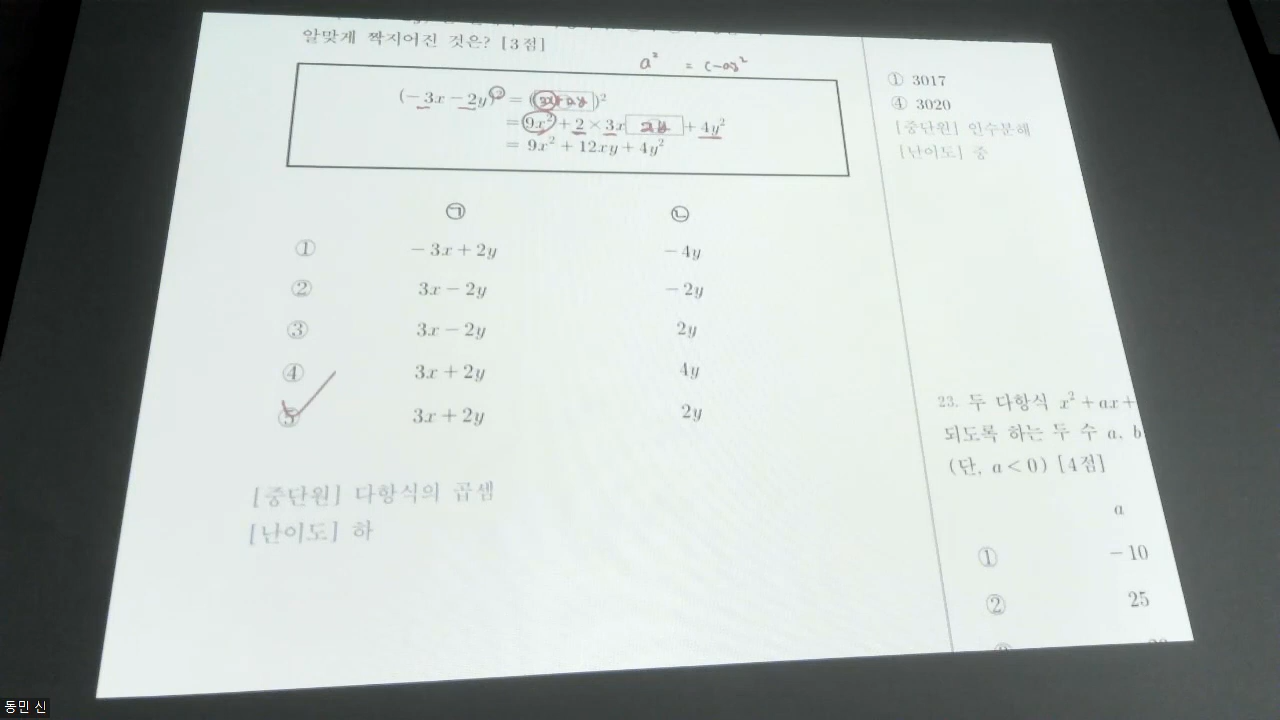 알맞게 짝지어진 것은? [3점]
a² = (-a)²
(-3x-2y)² = (3x+2y)²
= 9x² + 2 × 3x 2y + 4y²
= 9x² + 12xy + 4y²
㉠ ㉡
① -3x+2y -4y
② 3x-2y -2y
③ 3x-2y 2y
④ 3x+2y 4y
⑤ 3x+2y 2y
[중단원] 다항식의 곱셈
[난이도] 하
① 3017
④ 3020
[중단원] 인수분해
[난이도] 중
23. 두 다항식 x²+ax+
되도록 하는 두 수 a, b
(단, a<0) [4점]
a
① -10
② 25
동민 신